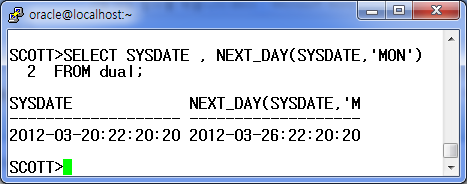 oracle@localhost:~
SCOTT>SELECT SYSDATE , NEXT_DAY(SYSDATE,'MON')
  2  FROM dual;
SYSDATE             NEXT_DAY(SYSDATE,'M
------------------- -------------------
2012-03-20:22:20:20 2012-03-26:22:20:20
SCOTT>